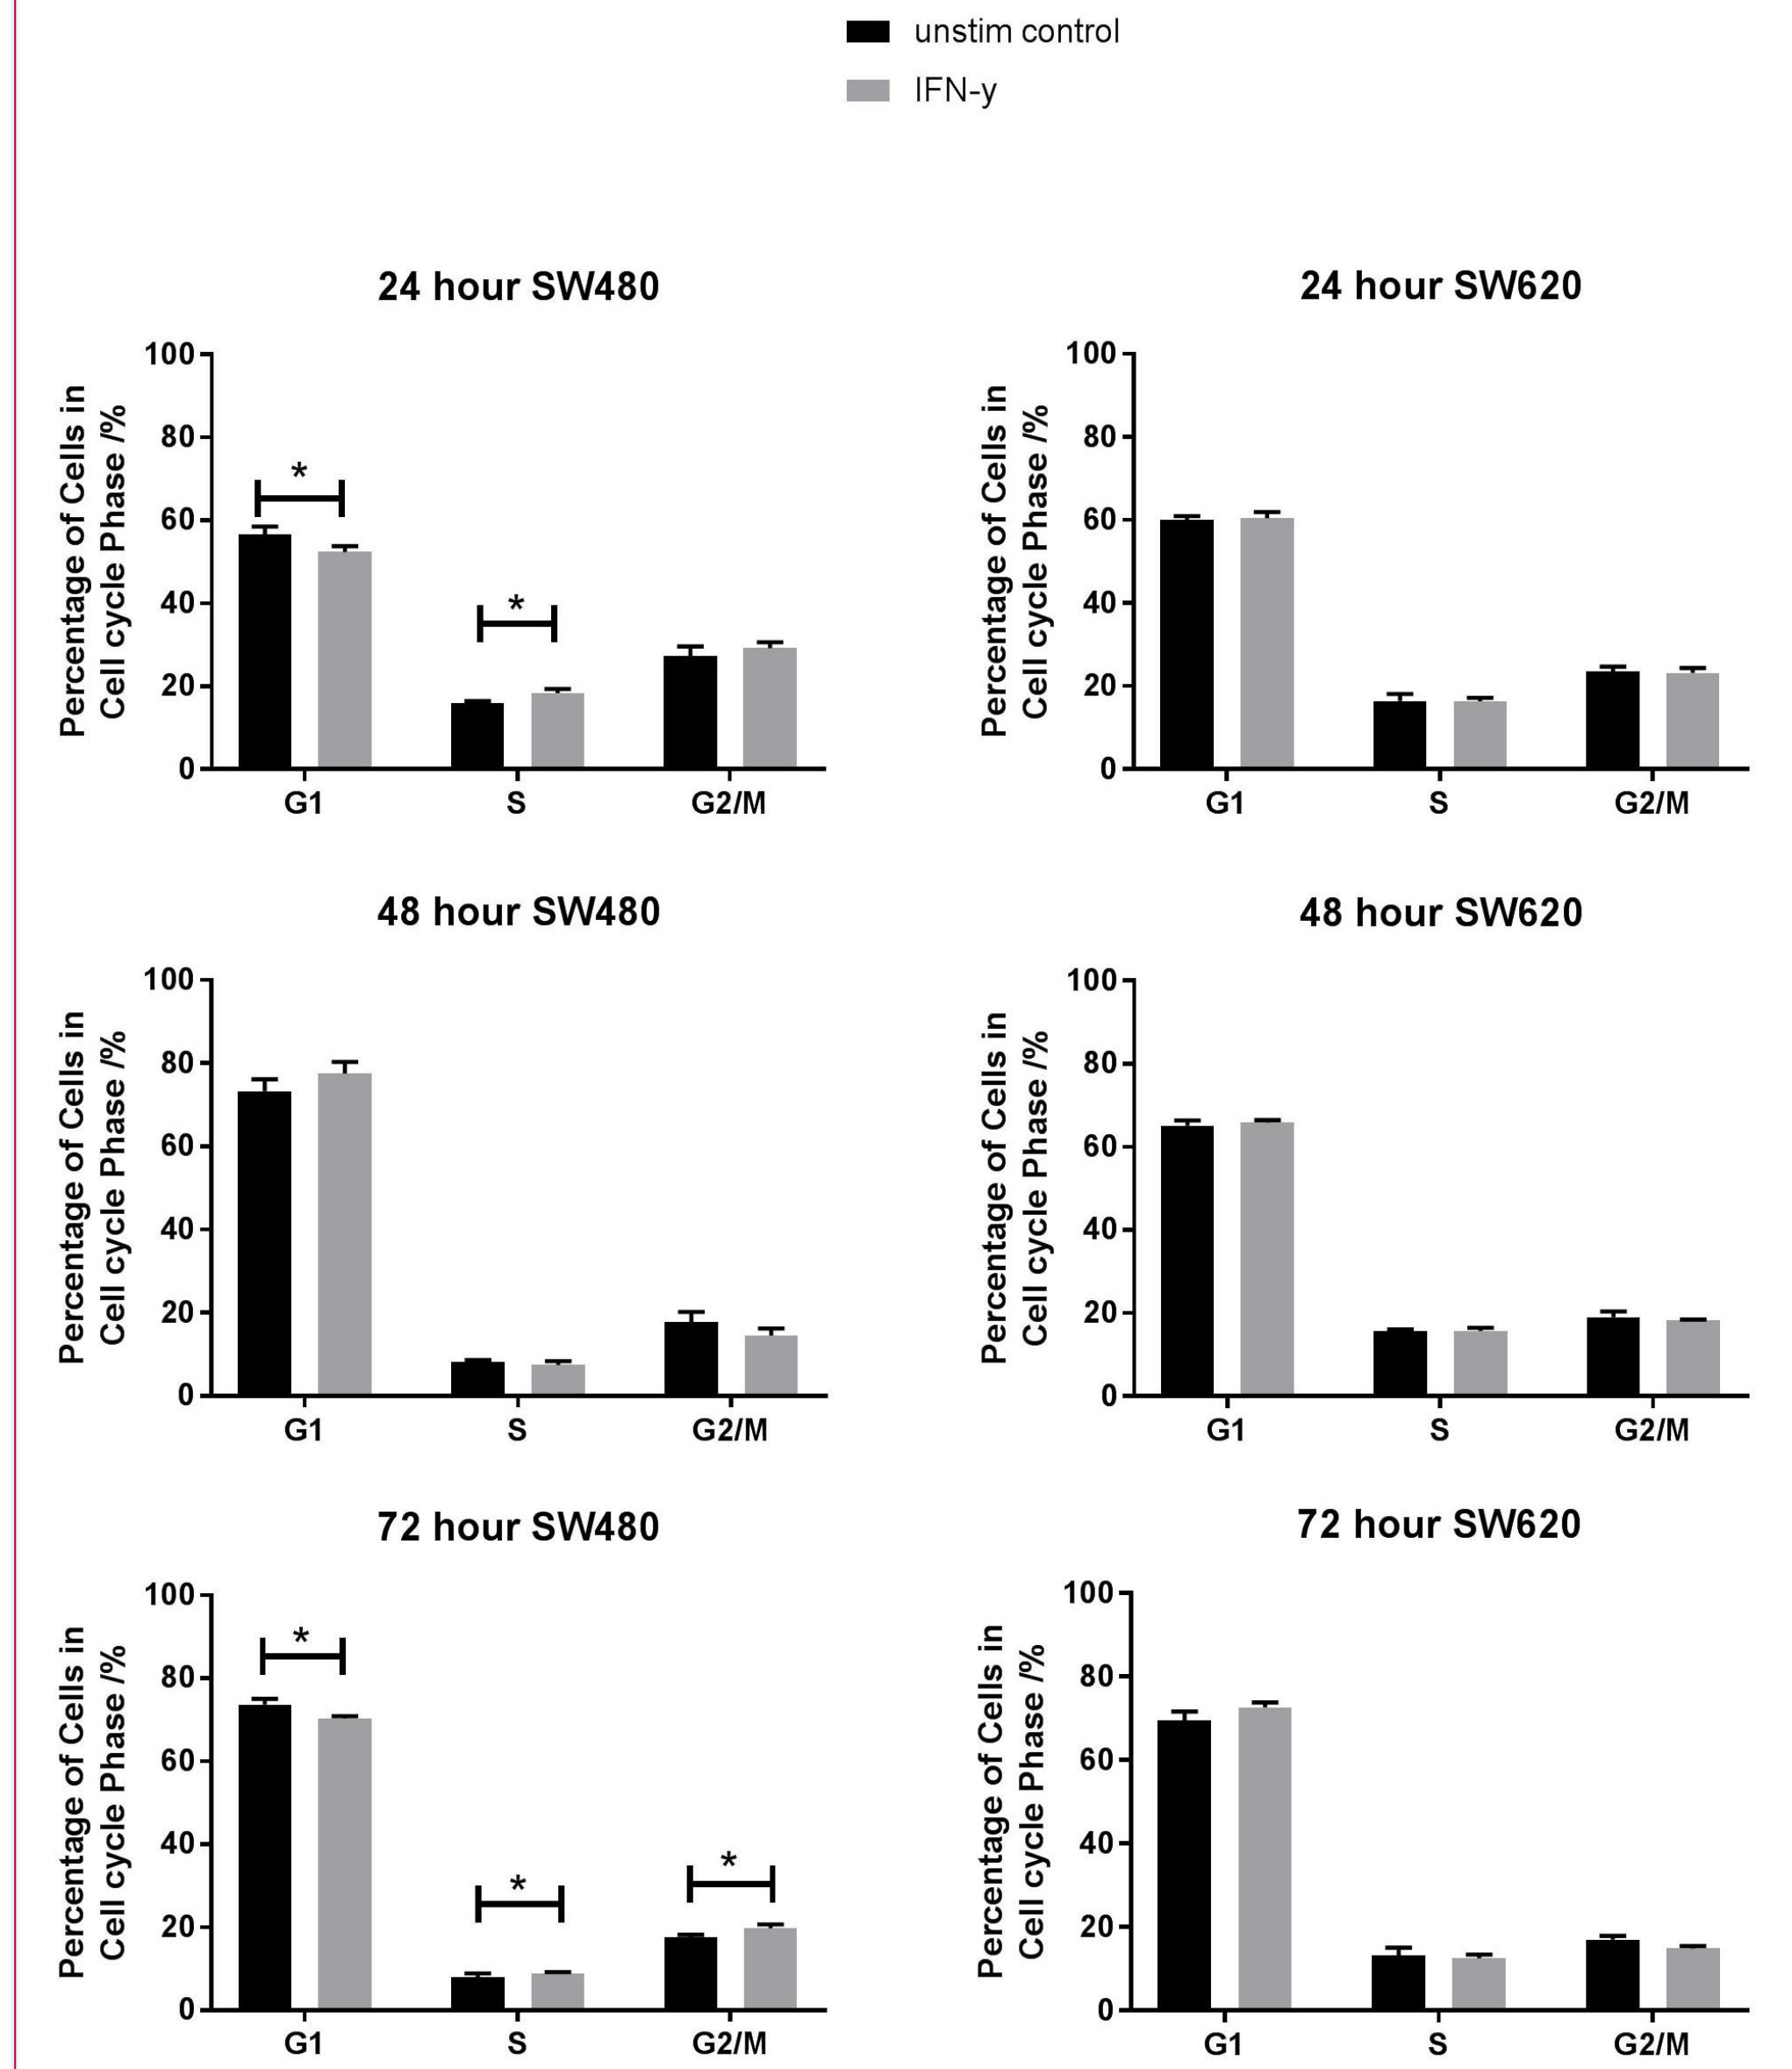 unstim control
IFN-y
24 hour SW480
Percentage of Cells in
Cell cycle Phase /%
100
80
60
40
20
0
*
*
G1
S
G2/M
24 hour SW620
Percentage of Cells in
Cell cycle Phase /%
100
80
60
40
20
0
G1
S
G2/M
48 hour SW480
Percentage of Cells in
Cell cycle Phase /%
100
80
60
40
20
0
G1
S
G2/M
48 hour SW620
Percentage of Cells in
Cell cycle Phase /%
100
80
60
40
20
0
G1
S
G2/M
72 hour SW480
Percentage of Cells in
Cell cycle Phase /%
100
80
60
40
20
0
*
*
*
G1
S
G2/M
72 hour SW620
Percentage of Cells in
Cell cycle Phase /%
100
80
60
40
20
0
G1
S
G2/M